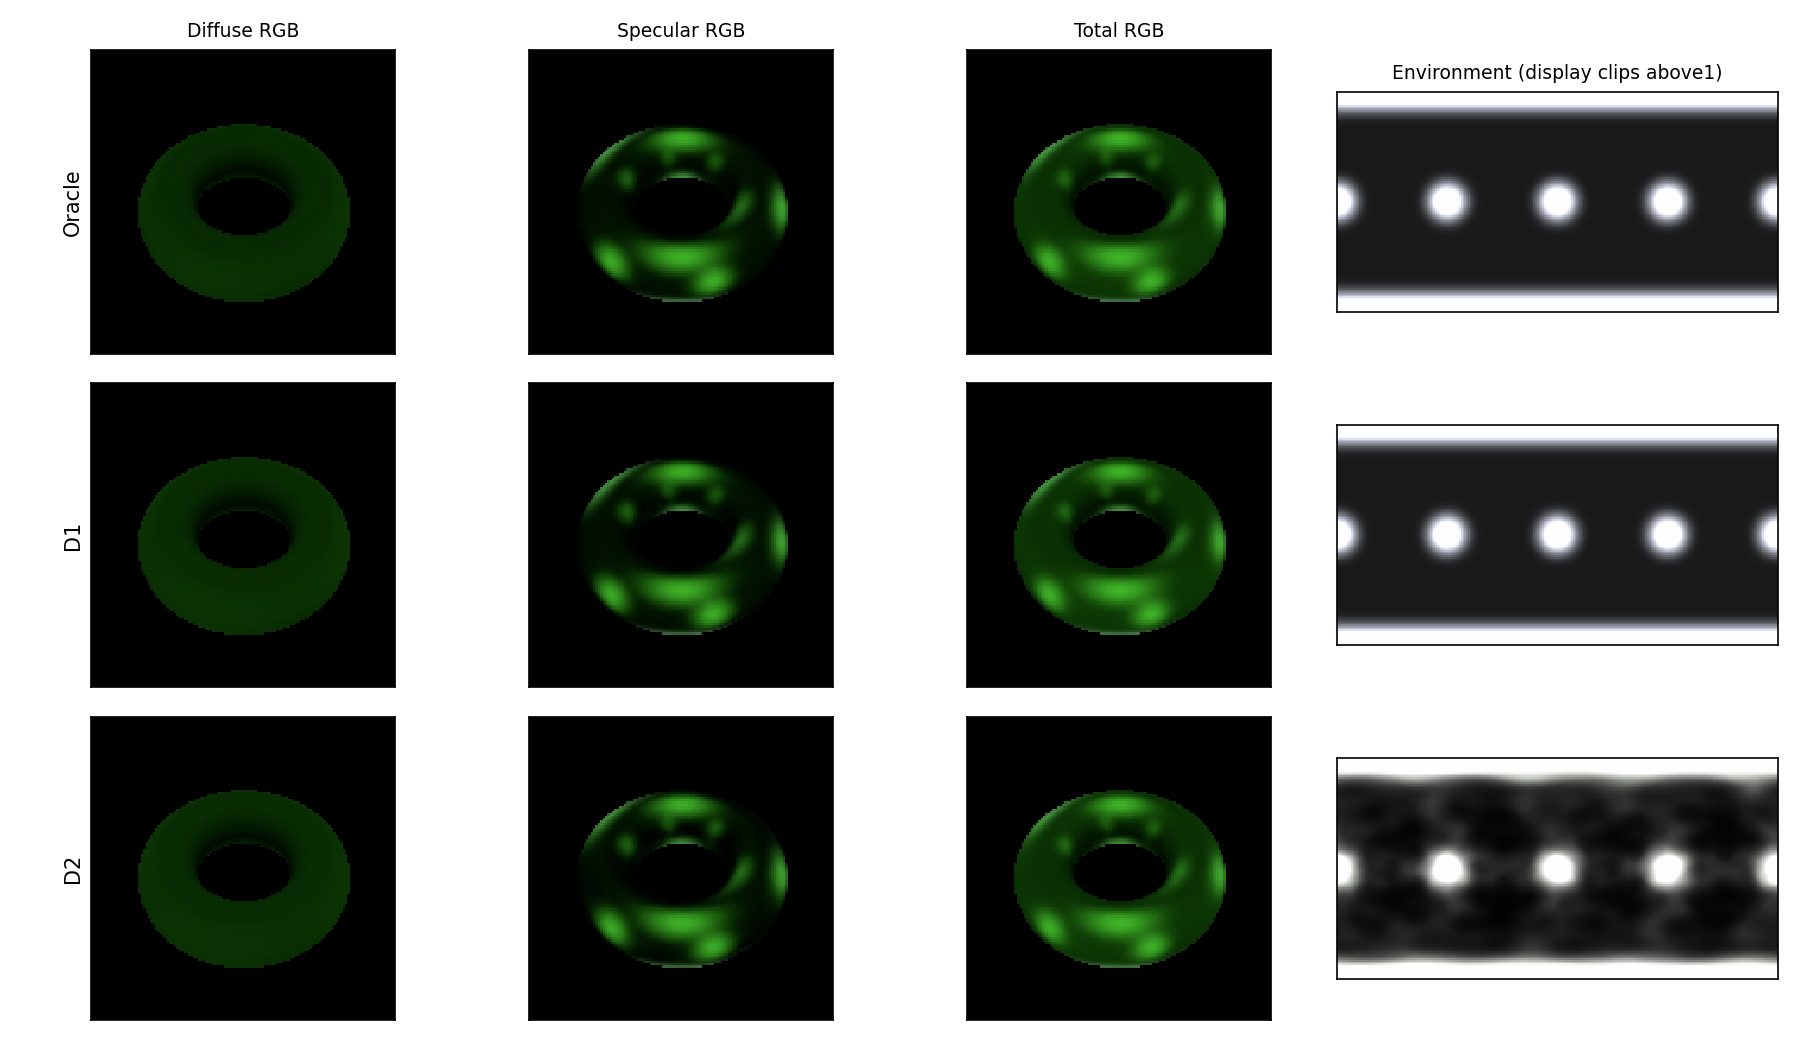 Diffuse RGB
Specular RGB
Total RGB
Environment (display clips above1)
Oracle
D1
D2